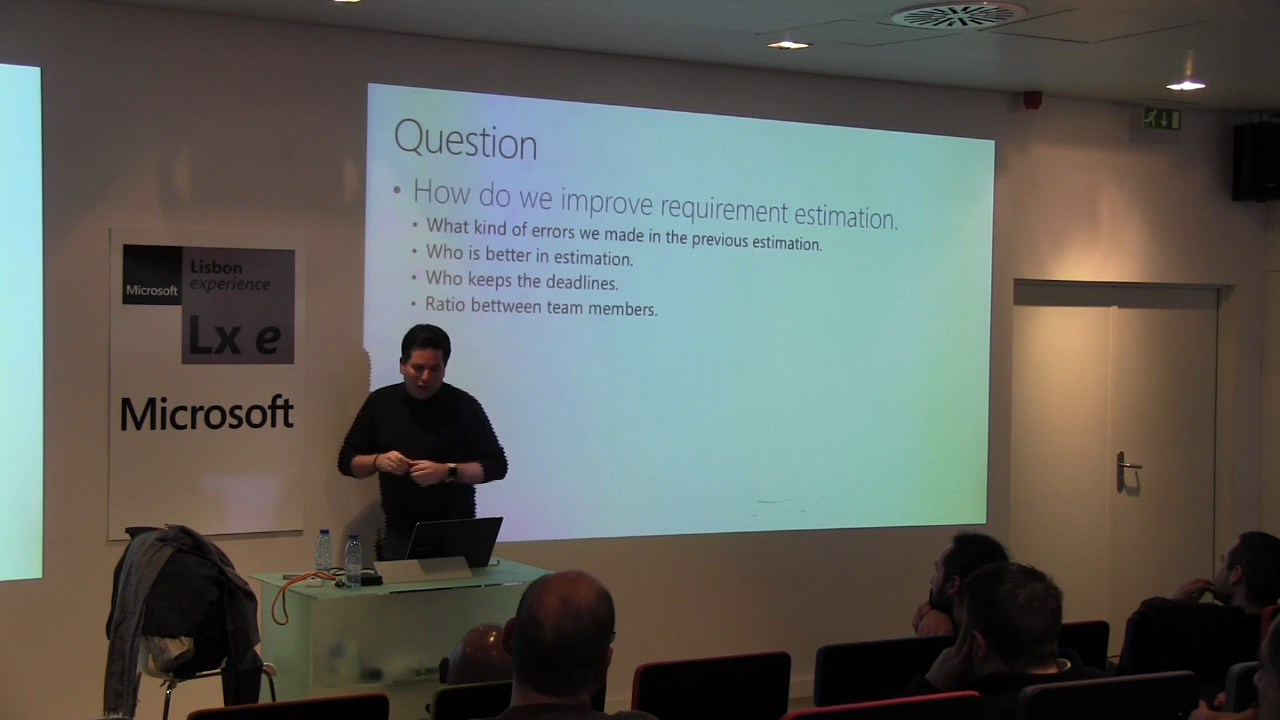 Question
• How do we improve requirement estimation.
• What kind of errors we made in the previous estimation.
• Who is better in estimation.
• Who keeps the deadlines.
• Ratio bettween team members.
Microsoft
Lisbon
experience
Lx e
Microsoft